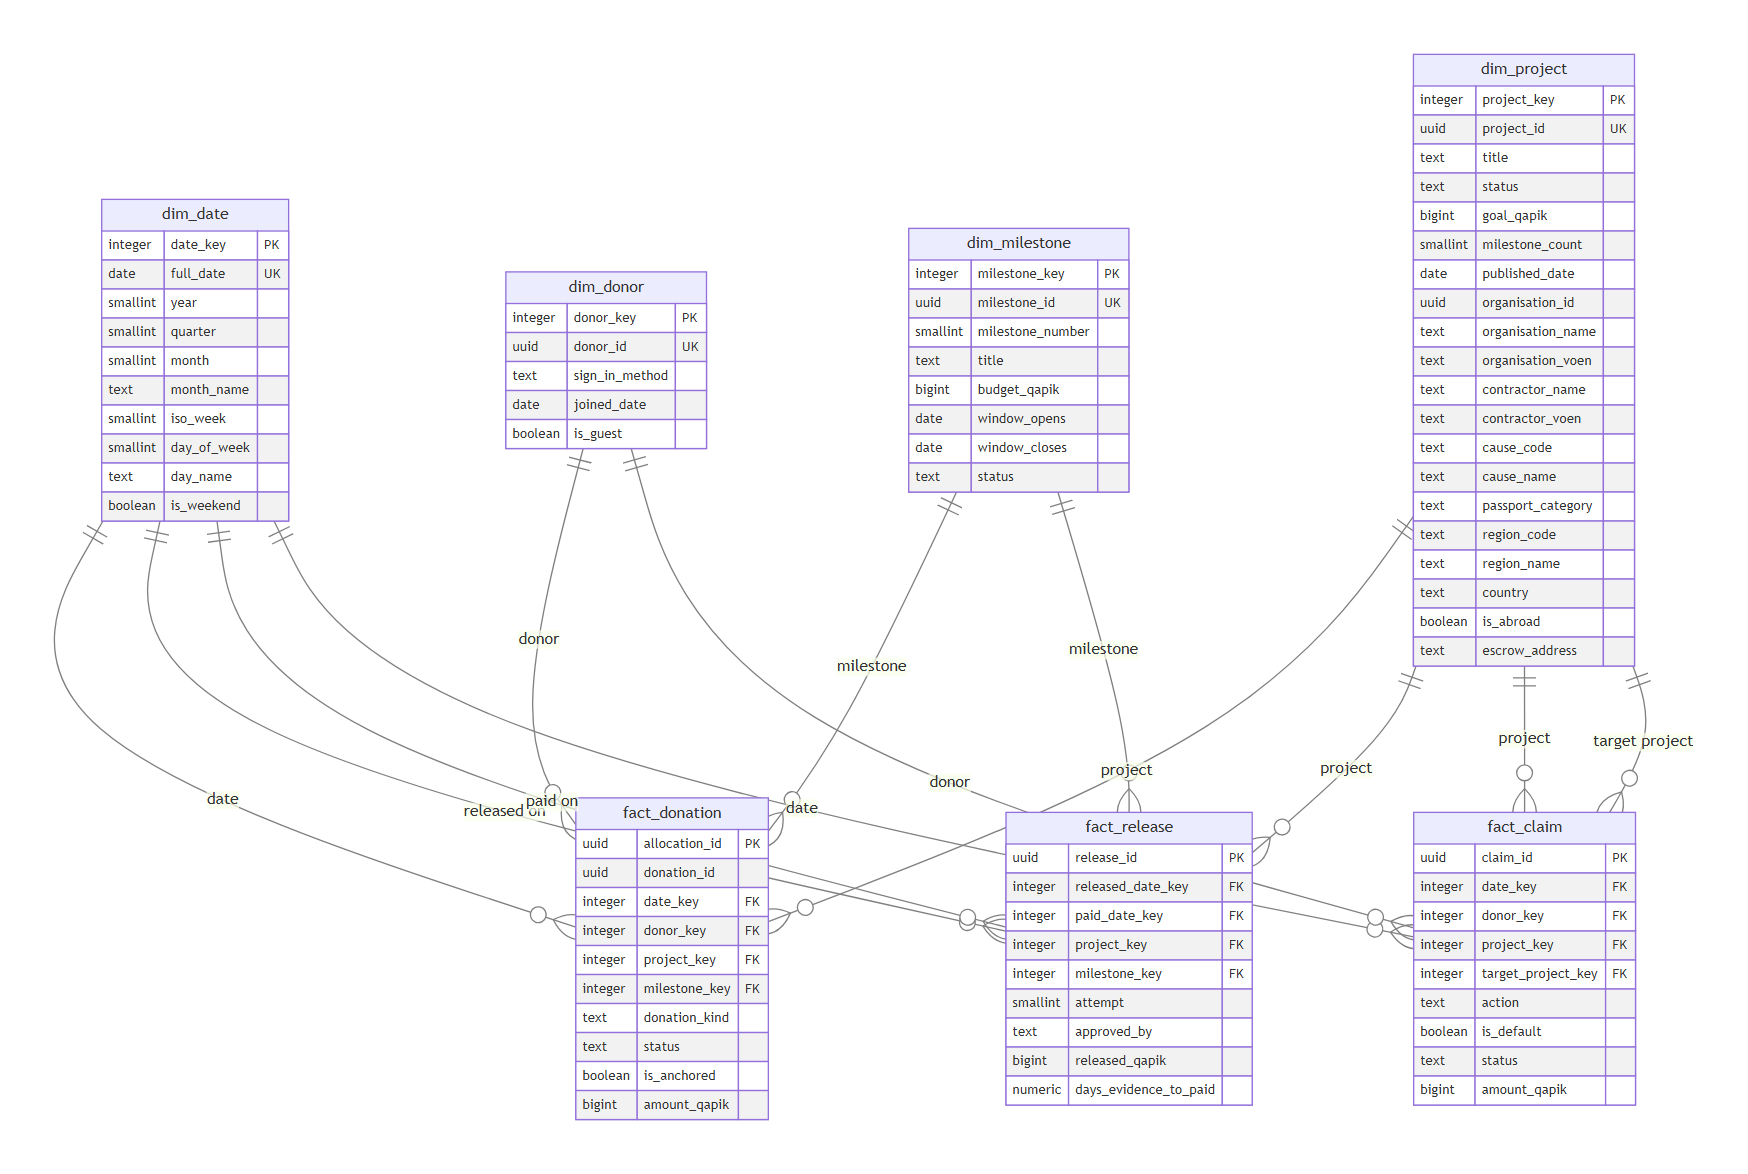 dim_project
integer project_key PK
uuid project_id UK
text title
text status
bigint goal_qapik
smallint milestone_count
date published_date
uuid organisation_id
text organisation_name
text organisation_voen
text contractor_name
text contractor_voen
text cause_code
text cause_name
text passport_category
text region_code
text region_name
text country
boolean is_abroad
text escrow_address
dim_date
integer date_key PK
date full_date UK
smallint year
smallint quarter
smallint month
text month_name
smallint iso_week
smallint day_of_week
text day_name
boolean is_weekend
dim_milestone
integer milestone_key PK
uuid milestone_id UK
smallint milestone_number
text title
bigint budget_qapik
date window_opens
date window_closes
text status
dim_donor
integer donor_key PK
uuid donor_id UK
text sign_in_method
date joined_date
boolean is_guest
donor
milestone
milestone
project
target project
project
project
donor
date
released on
paid on
date
fact_donation
uuid allocation_id PK
uuid donation_id
integer date_key FK
integer donor_key FK
integer project_key FK
integer milestone_key FK
text donation_kind
text status
boolean is_anchored
bigint amount_qapik
fact_release
uuid release_id PK
integer released_date_key FK
integer paid_date_key FK
integer project_key FK
integer milestone_key FK
smallint attempt
text approved_by
bigint released_qapik
numeric days_evidence_to_paid
fact_claim
uuid claim_id PK
integer date_key FK
integer donor_key FK
integer project_key FK
integer target_project_key FK
text action
boolean is_default
text status
bigint amount_qapik